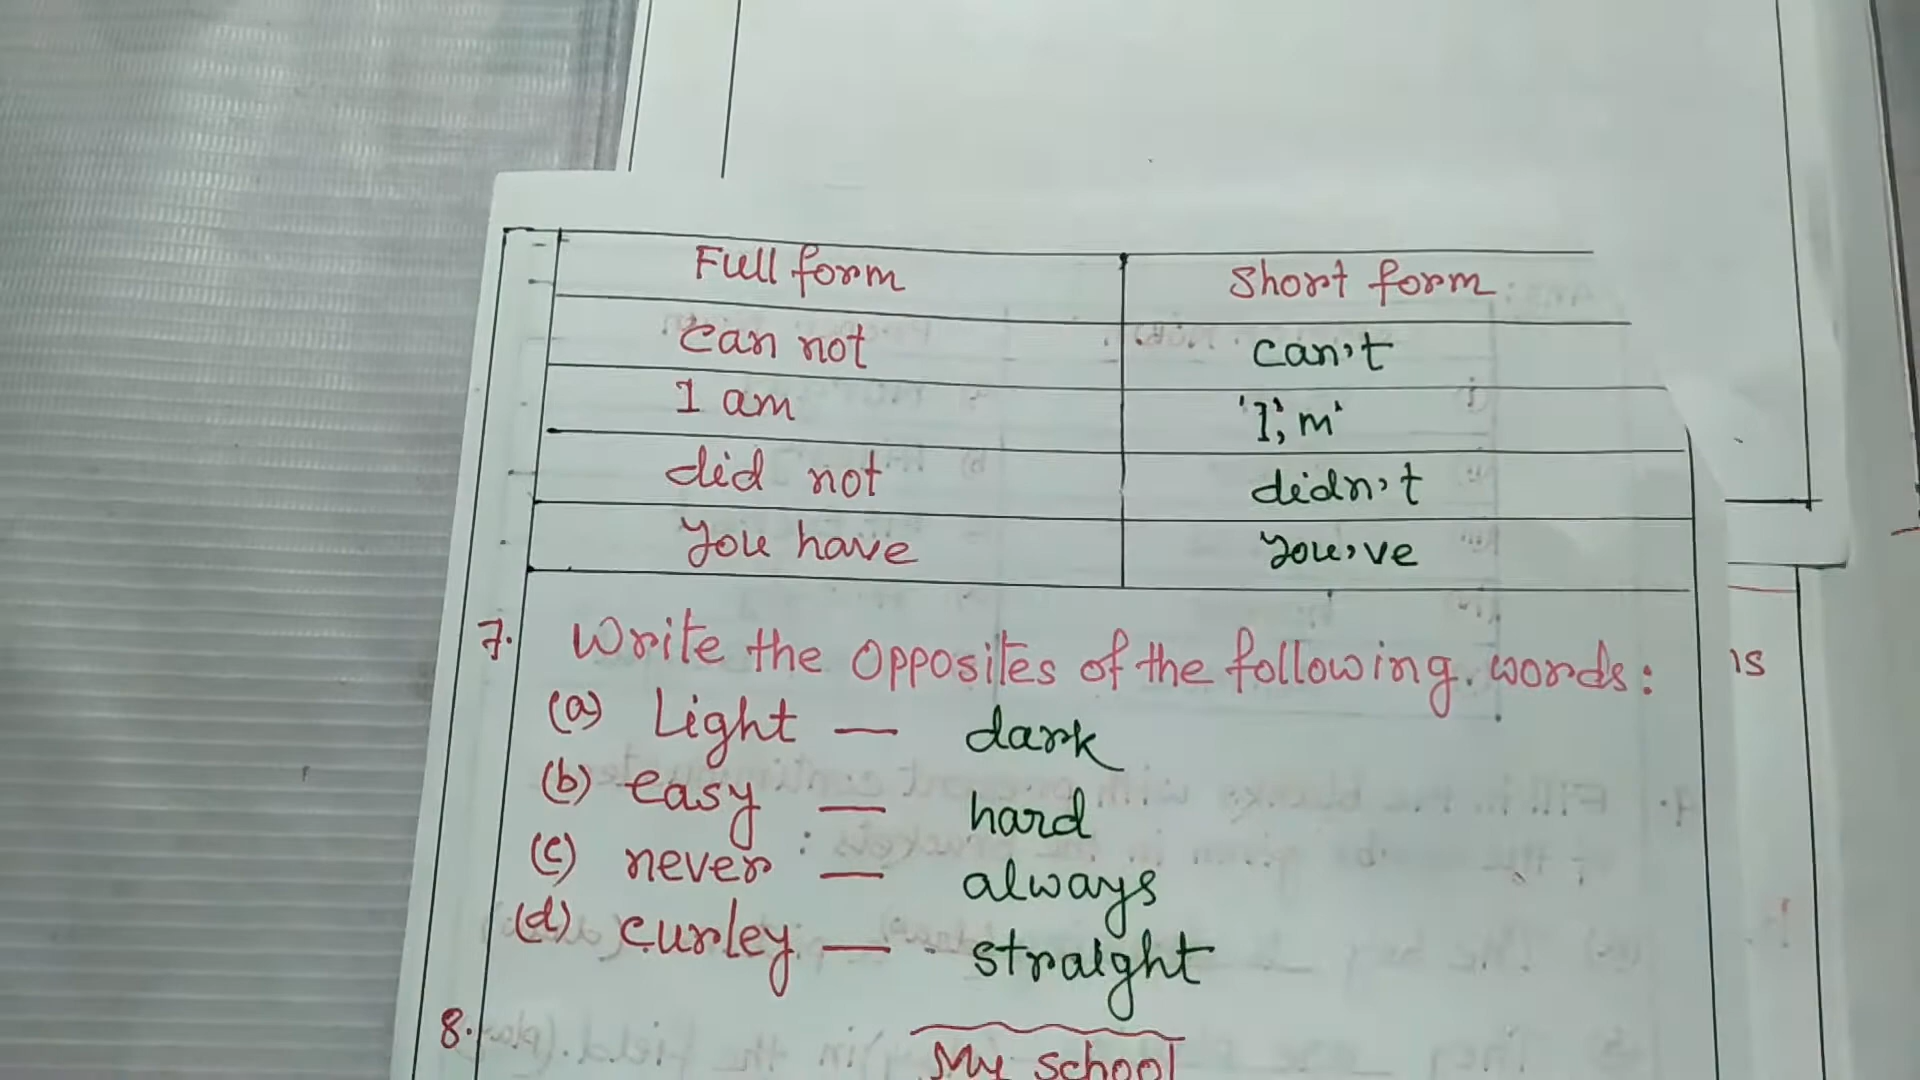 Full form Short form
can not can't
I am 'I'm'
did not didn't
You have you've
7. Write the opposites of the following words:
(a) Light — dark
(b) easy — hard
(c) never — always
(d) curley — straight
8.
My school
is